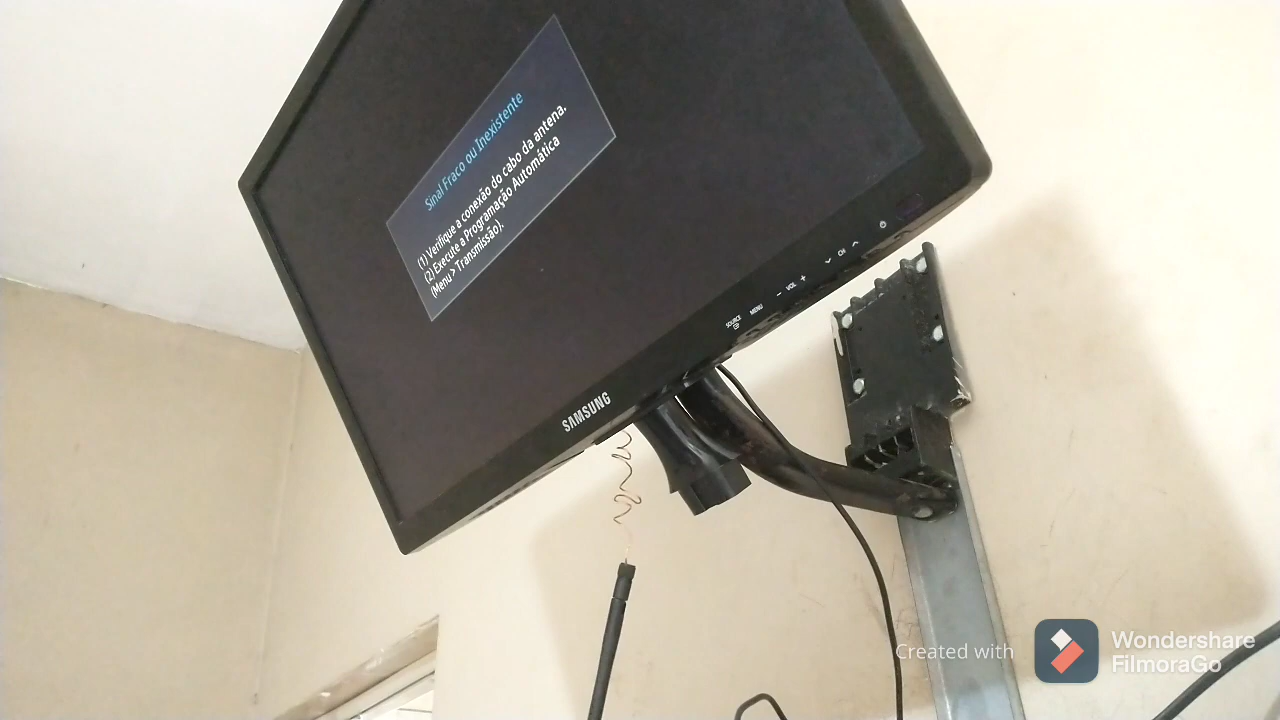 Sinal Fraco ou Inexistente
(1) Verifique a conexão do cabo da antena.
(2) Execute a Programação Automática
(Menu > Transmissão).
SOURCE
MENU
- VOL +
CH
SAMSUNG
Created with
Wondershare
FilmoraGo